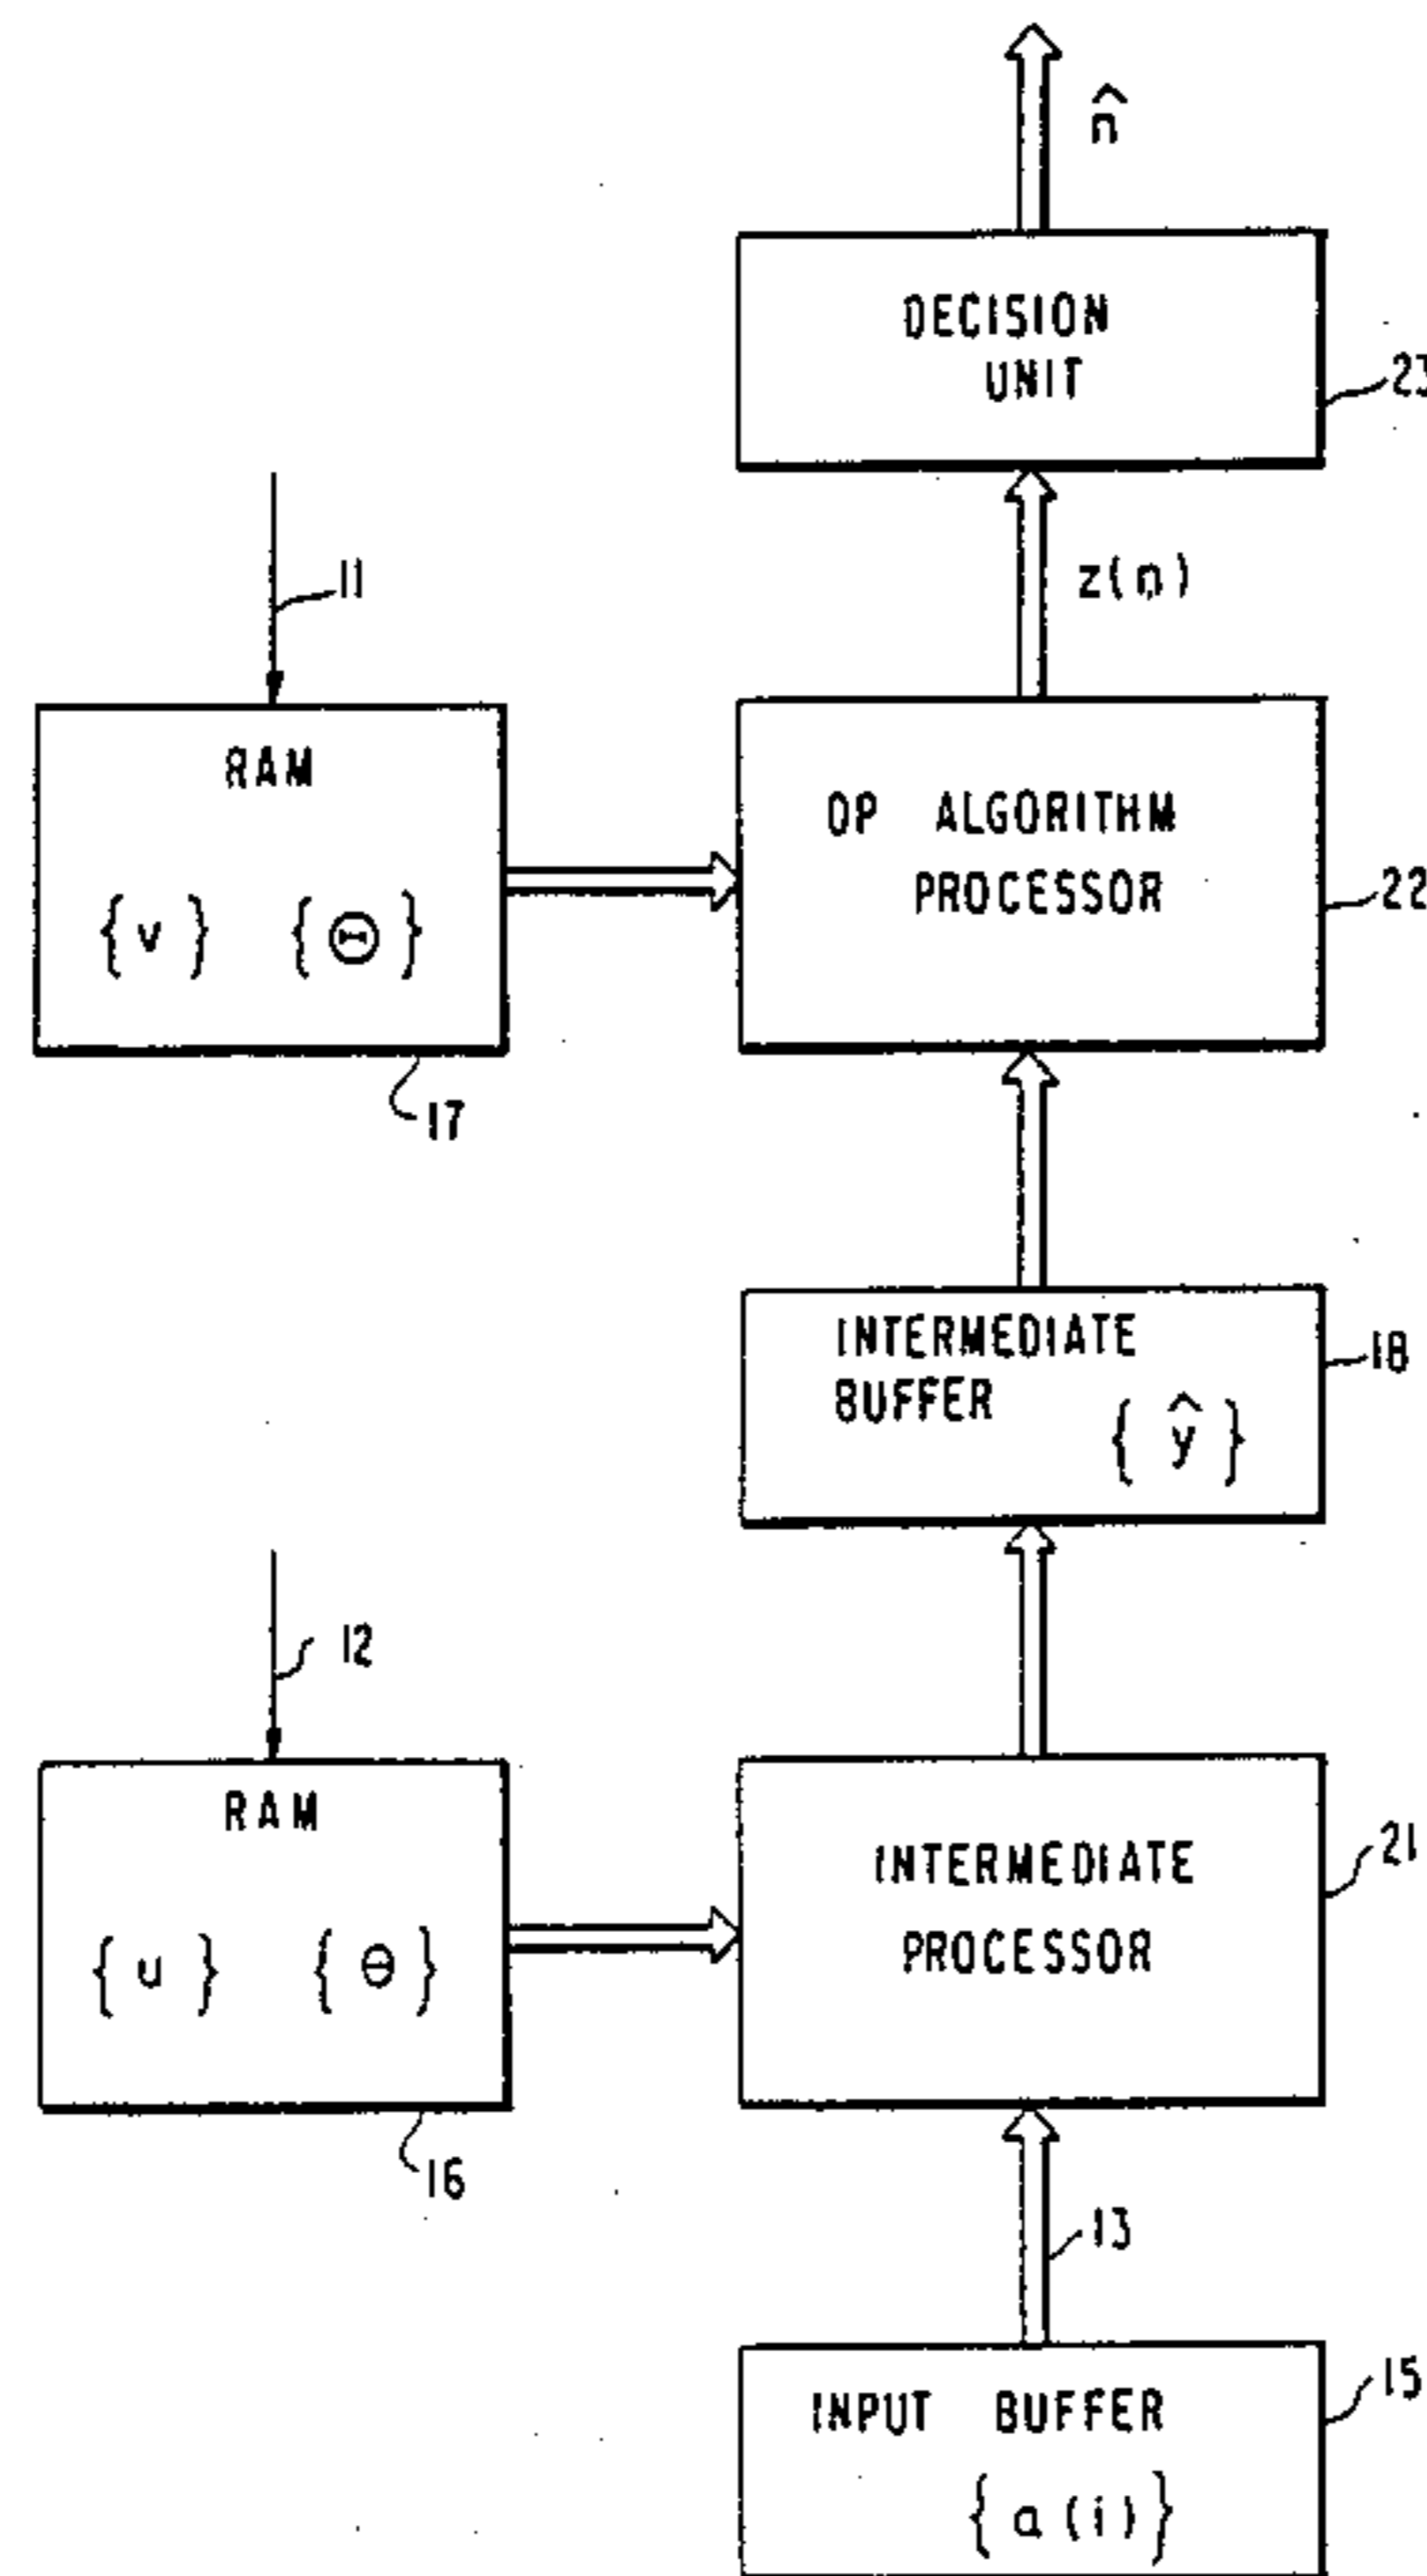 n̂
DECISION
UNIT
23
11
z(n)
RAM
{v} {Θ}
17
DP ALGORITHM
PROCESSOR
22
INTERMEDIATE
BUFFER
{ŷ}
18
12
RAM
{u} {θ}
16
INTERMEDIATE
PROCESSOR
21
13
INPUT BUFFER
{a(i)}
15